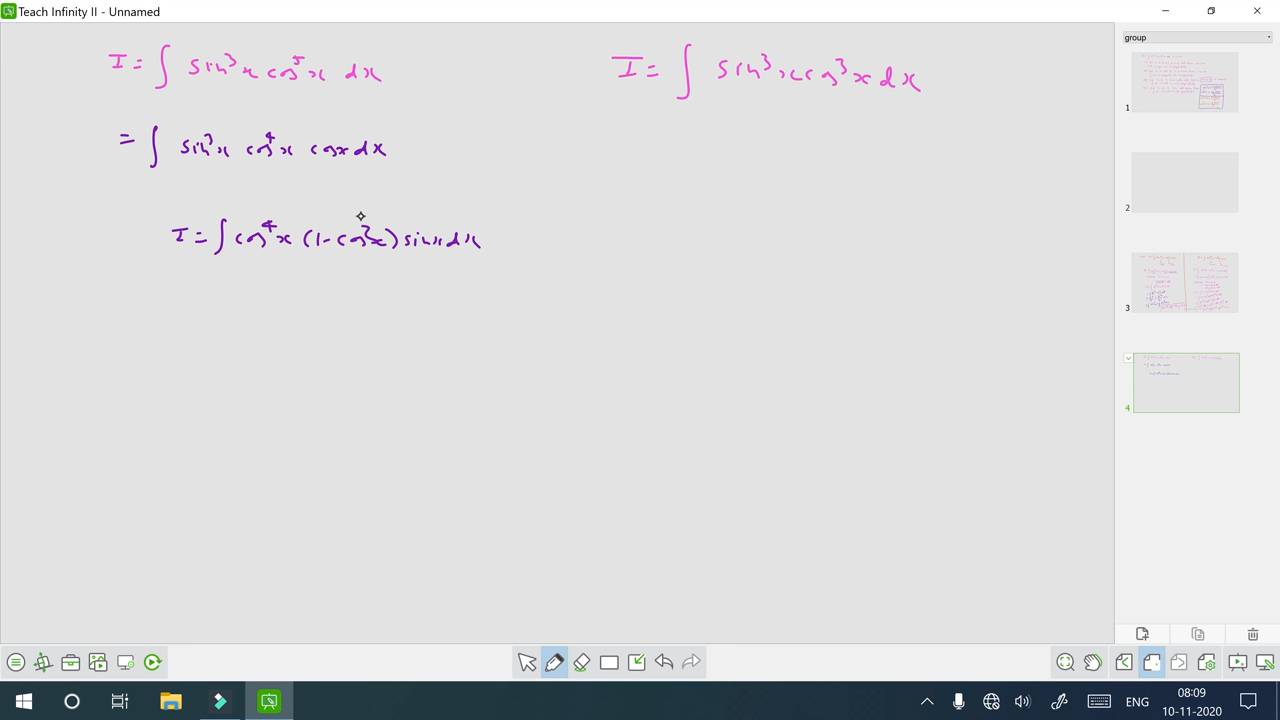 Teach Infinity II - Unnamed
group
I = ∫ sin³x cos⁵x dx
I = ∫ sin³x cos³x dx
= ∫ sin³x cos⁴x cosx dx
I = ∫ cos⁴x (1-cos²x) sinx dx
1
2
3
4
ENG
08:09
10-11-2020